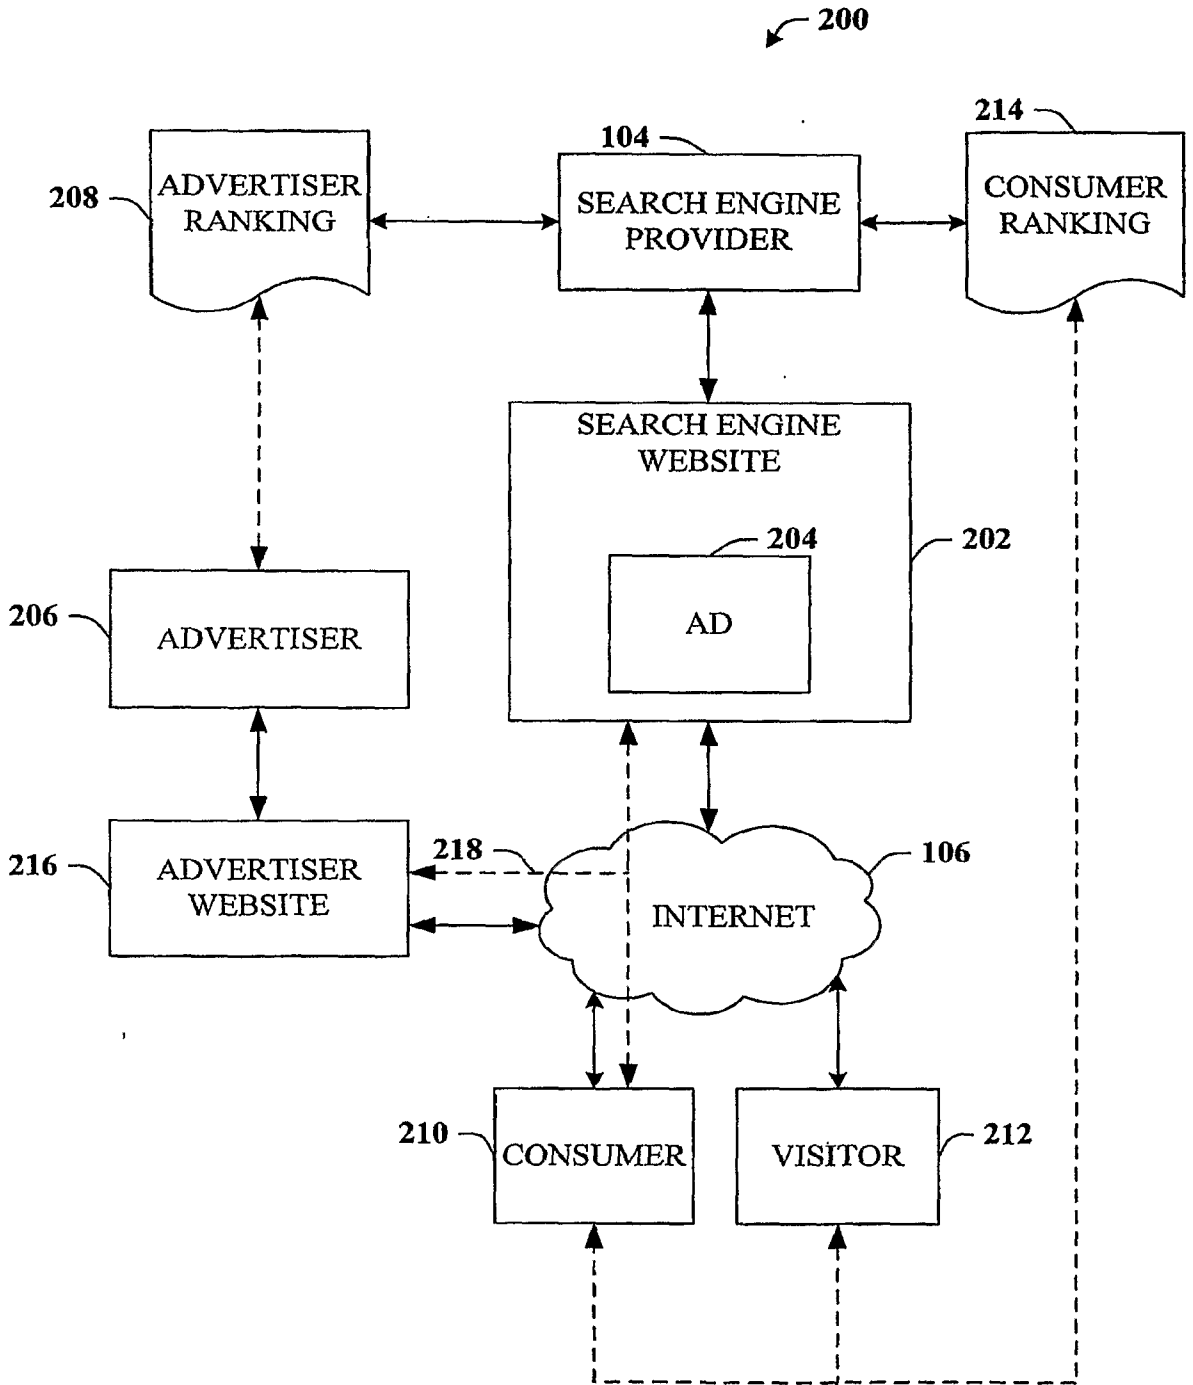 200
214
104
208
ADVERTISER
RANKING
SEARCH ENGINE
PROVIDER
CONSUMER
RANKING
SEARCH ENGINE
WEBSITE
204
202
AD
206
ADVERTISER
216
ADVERTISER
WEBSITE
218
106
INTERNET
210
CONSUMER
VISITOR
212